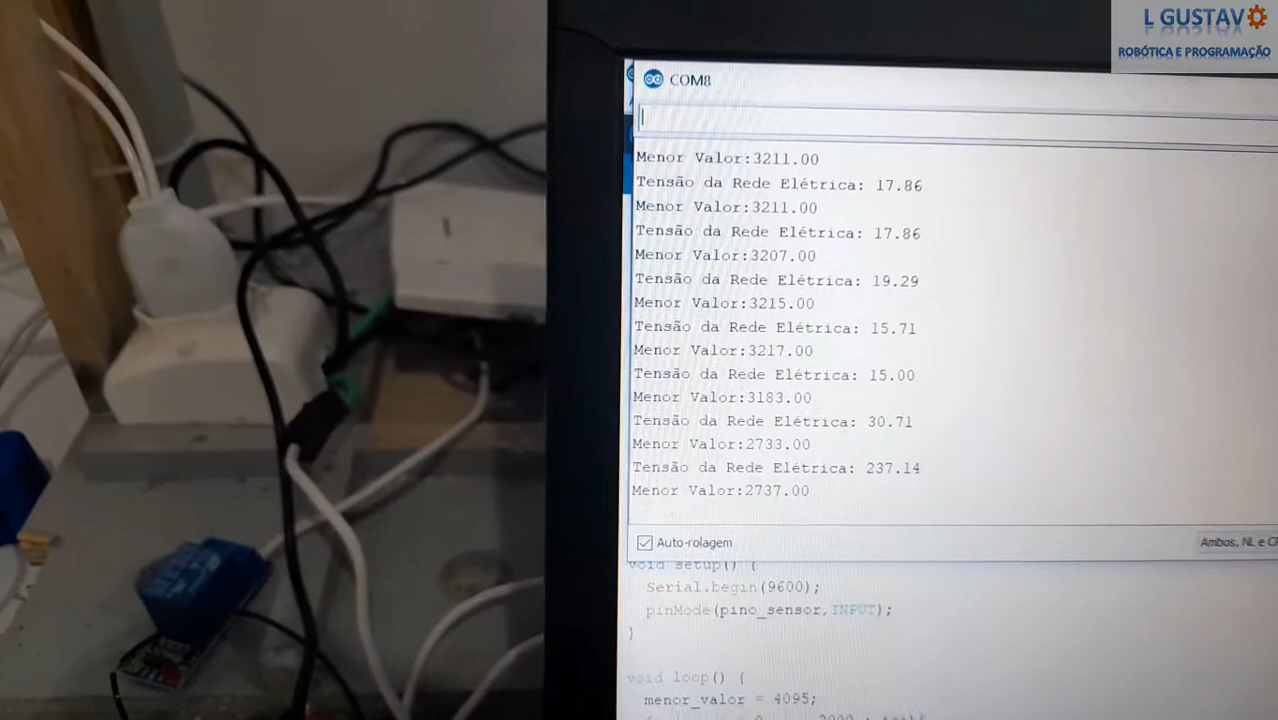 L GUSTAVO
ROBÓTICA E PROGRAMAÇÃO
COM8
Menor Valor:3211.00
Tensão da Rede Elétrica: 17.86
Menor Valor:3211.00
Tensão da Rede Elétrica: 17.86
Menor Valor:3207.00
Tensão da Rede Elétrica: 19.29
Menor Valor:3215.00
Tensão da Rede Elétrica: 15.71
Menor Valor:3217.00
Tensão da Rede Elétrica: 15.00
Menor Valor:3183.00
Tensão da Rede Elétrica: 30.71
Menor Valor:2733.00
Tensão da Rede Elétrica: 237.14
Menor Valor:2737.00
Auto-rolagem
Ambos, NL e
void setup() {
Serial.begin(9600);
pinMode(pino_sensor,INPUT);
}
void loop() {
menor_valor = 4095;